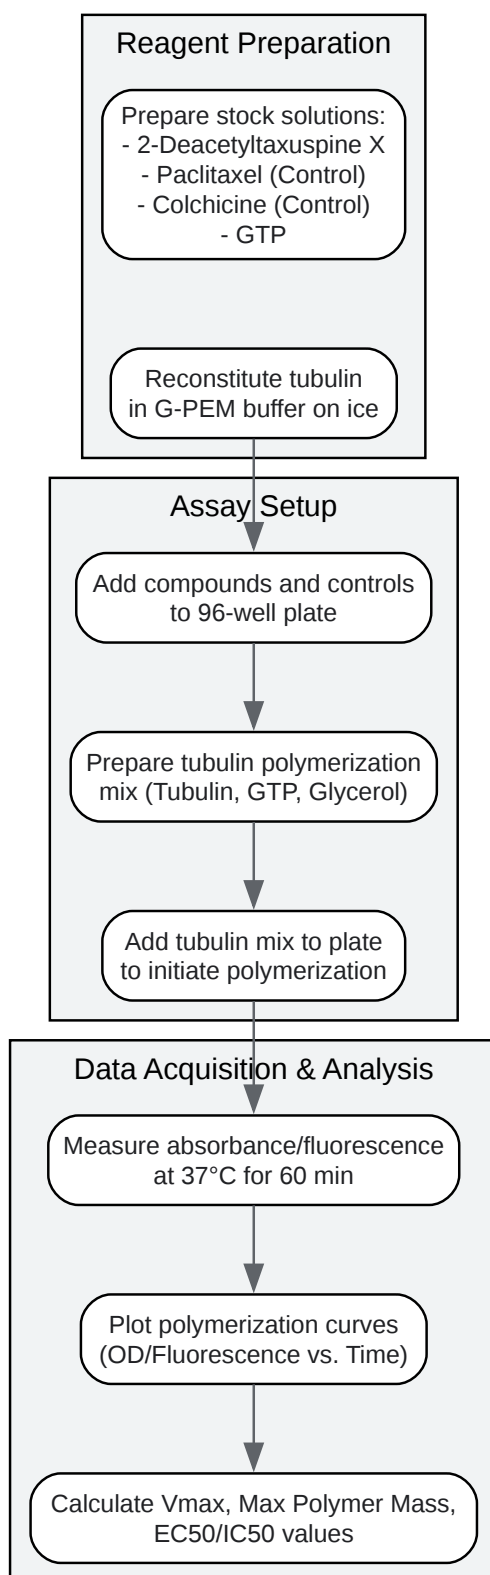 Reagent Preparation
Prepare stock solutions:
- 2-Deacetyltaxuspine X
- Paclitaxel (Control)
- Colchicine (Control)
- GTP
Reconstitute tubulin
in G-PEM buffer on ice
Assay Setup
Add compounds and controls
to 96-well plate
Prepare tubulin polymerization
mix (Tubulin, GTP, Glycerol)
Add tubulin mix to plate
to initiate polymerization
Data Acquisition & Analysis
Measure absorbance/fluorescence
at 37°C for 60 min
Plot polymerization curves
(OD/Fluorescence vs. Time)
Calculate Vmax, Max Polymer Mass,
EC50/IC50 values